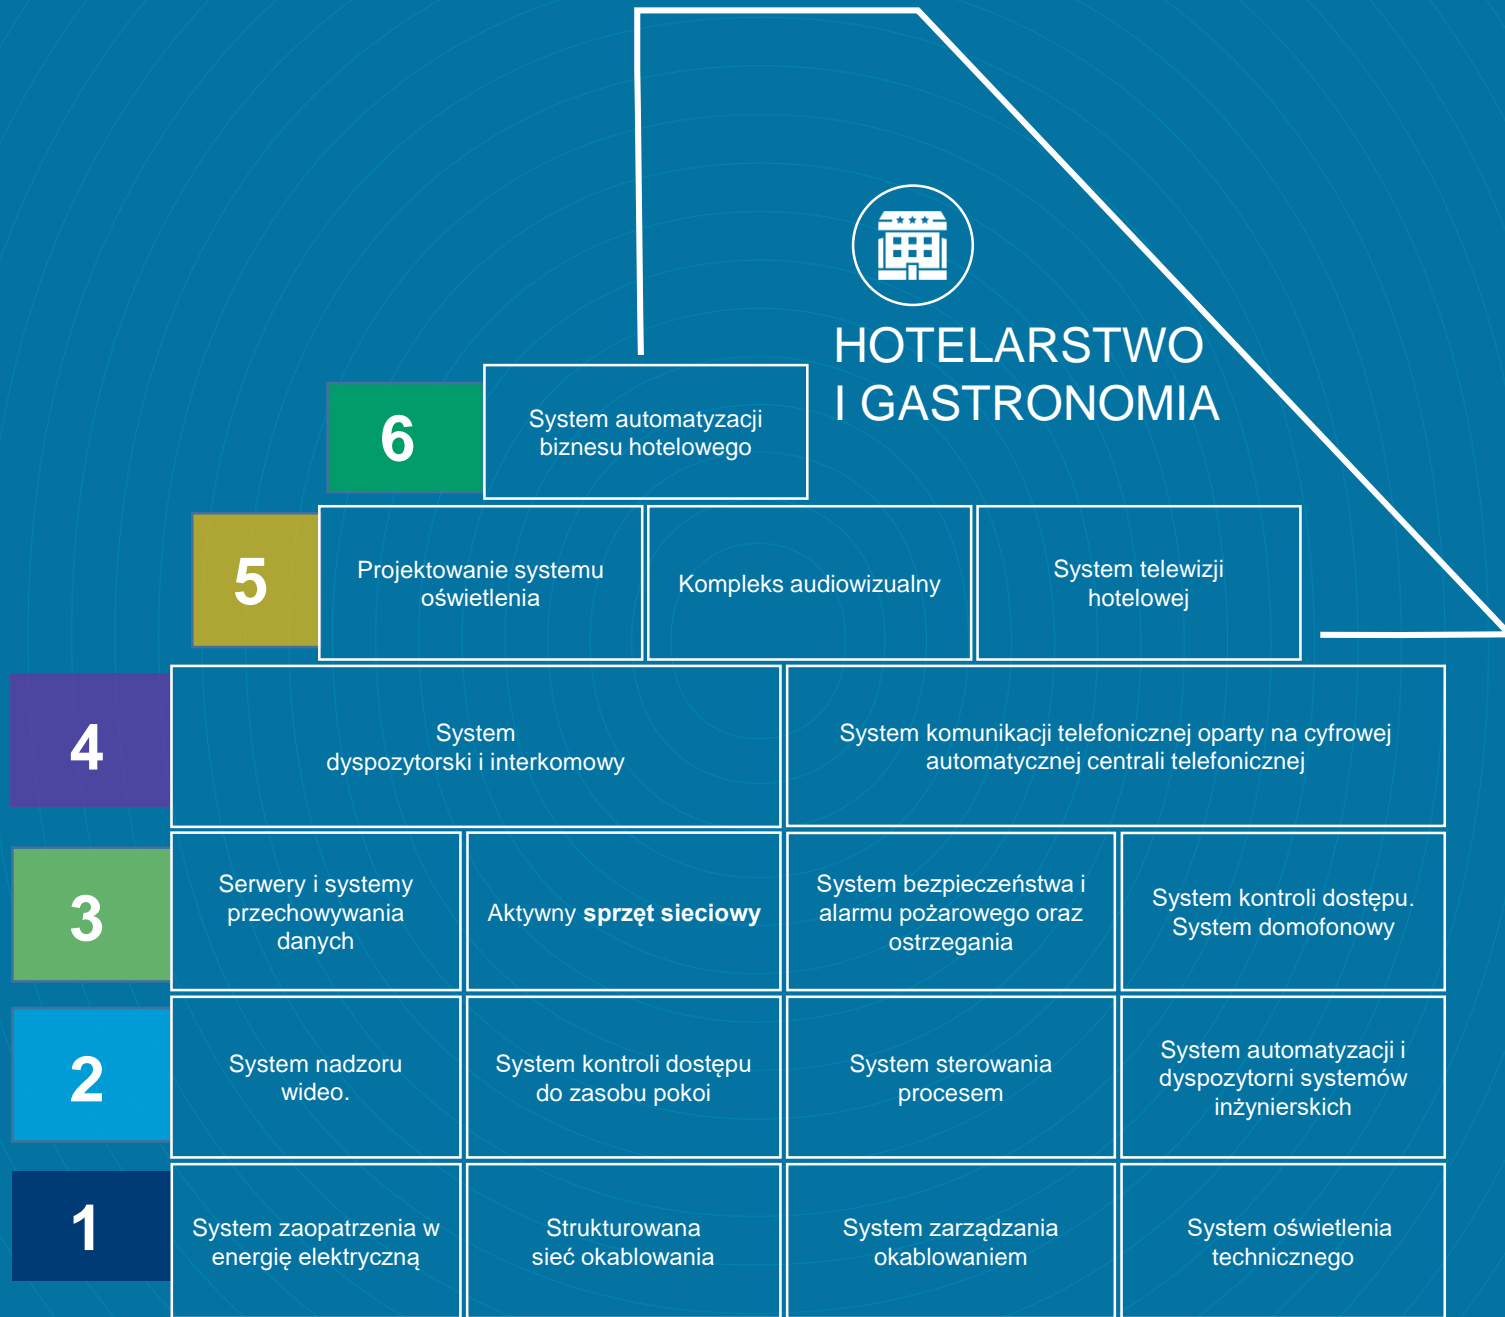 HOTELARSTWO
I GASTRONOMIA
6
System automatyzacji
biznesu hotelowego
5
Projektowanie systemu
oświetlenia
Kompleks audiowizualny
System telewizji
hotelowej
4
System
dyspozytorski i interkomowy
System komunikacji telefonicznej oparty na cyfrowej
automatycznej centrali telefonicznej
3
Serwery i systemy
przechowywania
danych
Aktywny sprzęt sieciowy
System bezpieczeństwa i
alarmu pożarowego oraz
ostrzegania
System kontroli dostępu.
System domofonowy
2
System nadzoru
wideo.
System kontroli dostępu
do zasobu pokoi
System sterowania
procesem
System automatyzacji i
dyspozytorni systemów
inżynierskich
1
System zaopatrzenia w
energię elektryczną
Strukturowana
sieć okablowania
System zarządzania
okablowaniem
System oświetlenia
technicznego